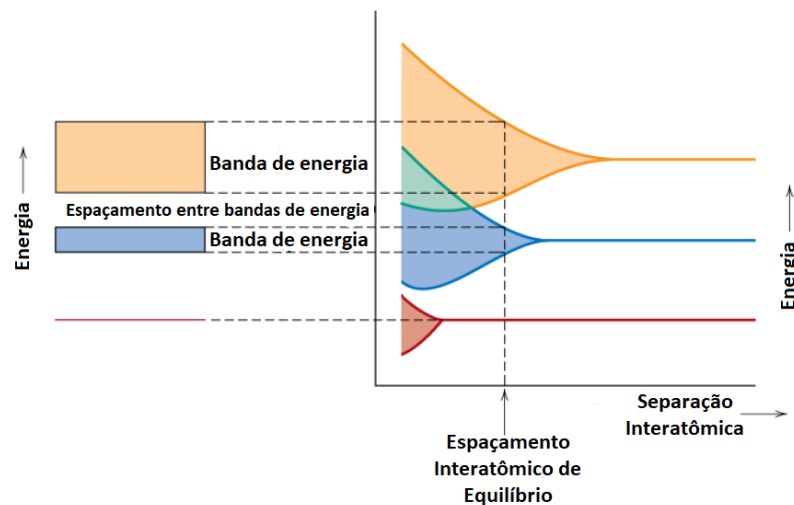 Energia
Banda de energia
Espaçamento entre bandas de energia
Banda de energia
Energia
Separação
Interatômica
Espaçamento
Interatômico de
Equilíbrio